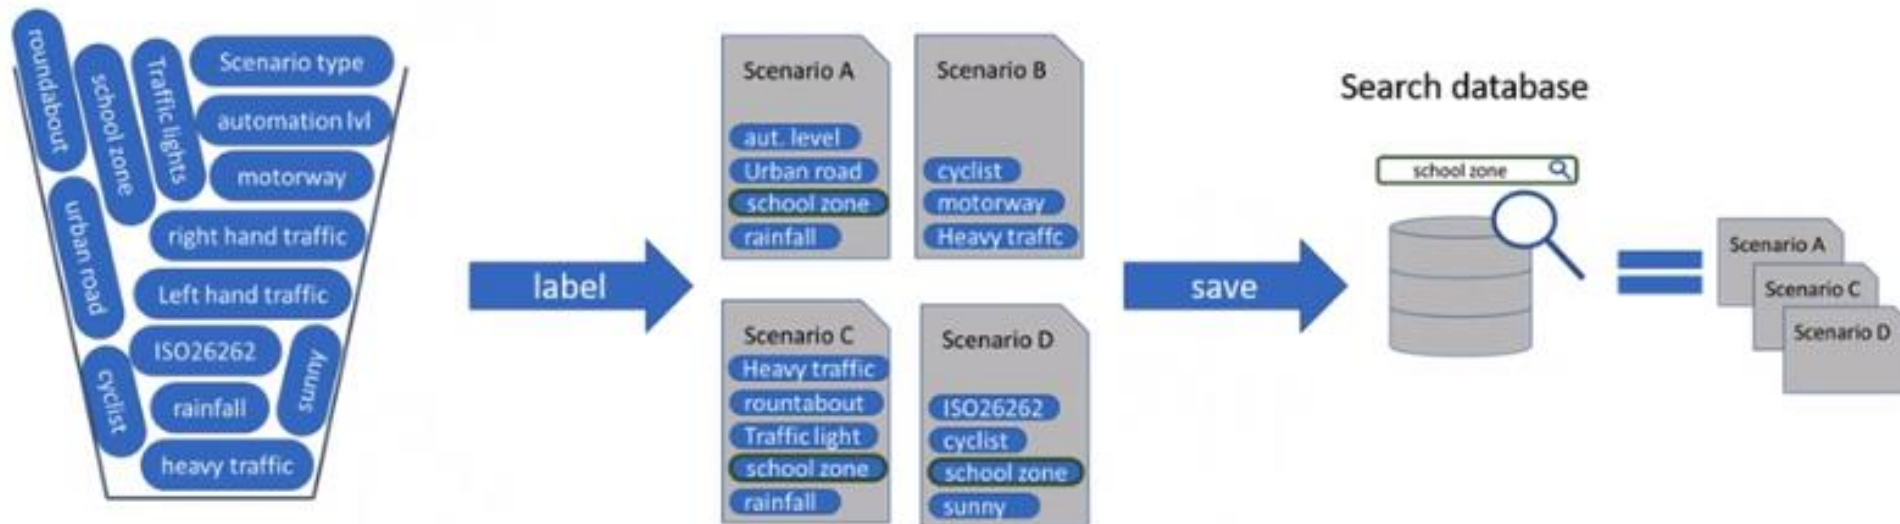 roundabout
school zone
Traffic lights
Scenario type
automation lvl
motorway
urban road
right hand traffic
Left hand traffic
ISO26262
sunny
cyclist
rainfall
heavy traffic
label
Scenario A
aut. level
Urban road
school zone
rainfall
Scenario B
cyclist
motorway
Heavy traffc
Scenario C
Heavy traffic
rountabout
Traffic light
school zone
rainfall
Scenario D
ISO26262
cyclist
school zone
sunny
save
Search database
school zone
Scenario A
Scenario C
Scenario D